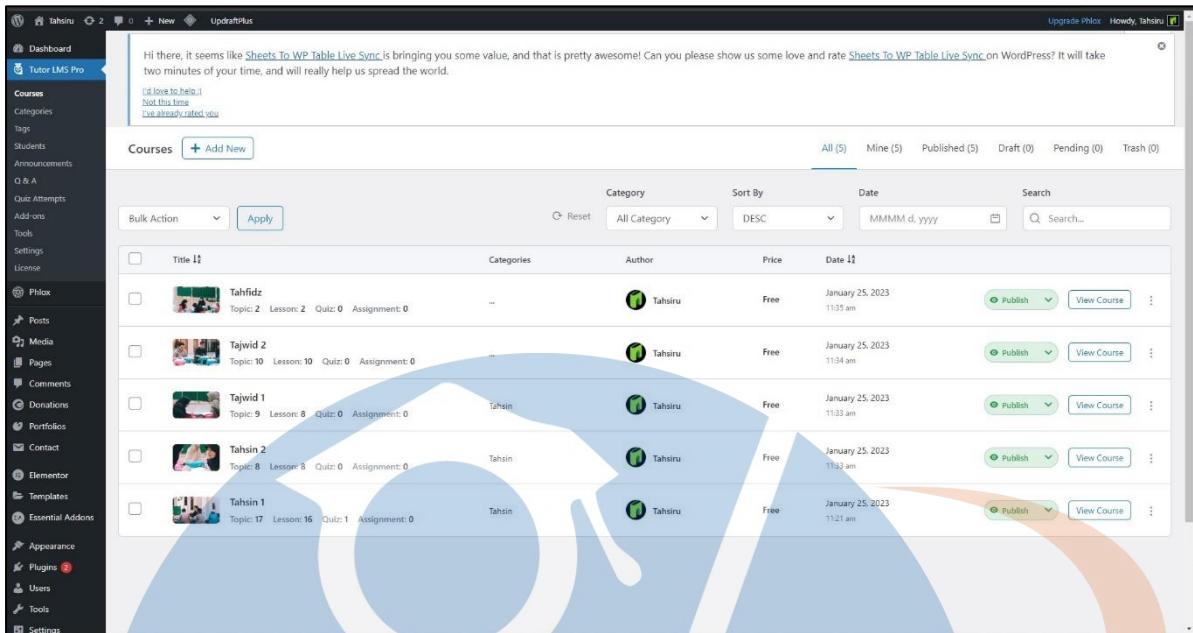 Tahsiru 2 0 + New UpdraftPlus Upgrade Phlox Howdy, Tahsiru
Dashboard
Tutor LMS Pro
Courses
Categories
Tags
Students
Announcements
Q & A
Quiz Attempts
Add-ons
Tools
Settings
License
Phlox
Posts
Media
Pages
Comments
Donations
Portfolios
Contact
Elementor
Templates
Essential Addons
Appearance
Plugins 2
Users
Tools
Settings
Hi there, it seems like Sheets To WP Table Live Sync is bringing you some value, and that is pretty awesome! Can you please show us some love and rate Sheets To WP Table Live Sync on WordPress? It will take
two minutes of your time, and will really help us spread the world.
I'd love to help :)
Not this time
I've already rated you
Courses + Add New All (5) Mine (5) Published (5) Draft (0) Pending (0) Trash (0)
Category Sort By Date Search
Bulk Action Apply Reset All Category DESC MMMM d, yyyy Search...
Title Categories Author Price Date
Tahfidz
Topic: 2 Lesson: 2 Quiz: 0 Assignment: 0
... Tahsiru Free
January 25, 2023
11:35 am
Publish View Course
Tajwid 2
Topic: 10 Lesson: 10 Quiz: 0 Assignment: 0
... Tahsiru Free
January 25, 2023
11:34 am
Publish View Course
Tajwid 1
Topic: 9 Lesson: 8 Quiz: 0 Assignment: 0
Tahsin Tahsiru Free
January 25, 2023
11:33 am
Publish View Course
Tahsin 2
Topic: 8 Lesson: 8 Quiz: 0 Assignment: 0
Tahsin Tahsiru Free
January 25, 2023
11:33 am
Publish View Course
Tahsin 1
Topic: 17 Lesson: 16 Quiz: 1 Assignment: 0
Tahsin Tahsiru Free
January 25, 2023
11:21 am
Publish View Course